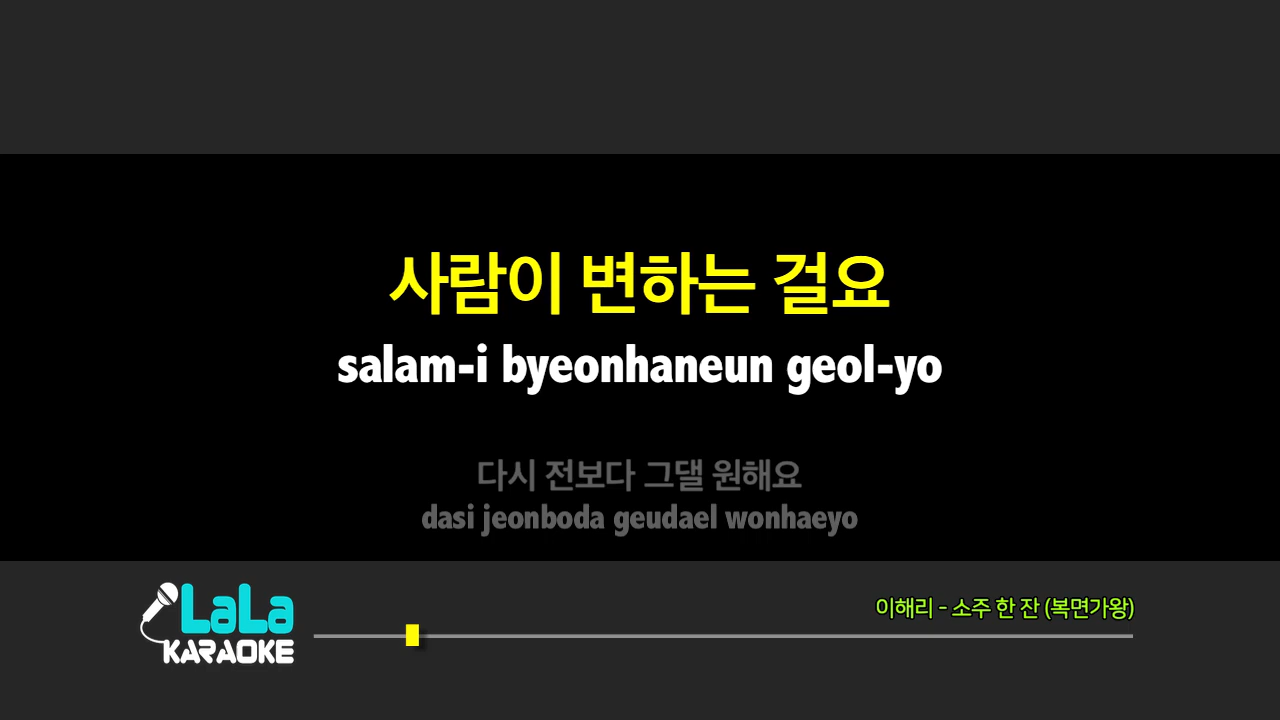 사람이 변하는 걸요
salam-i byeonhaneun geol-yo
다시 전보다 그댈 원해요
dasi jeonboda geudael wonhaeyo
이해리 - 소주 한 잔 (복면가왕)
LaLa
KARAOKE